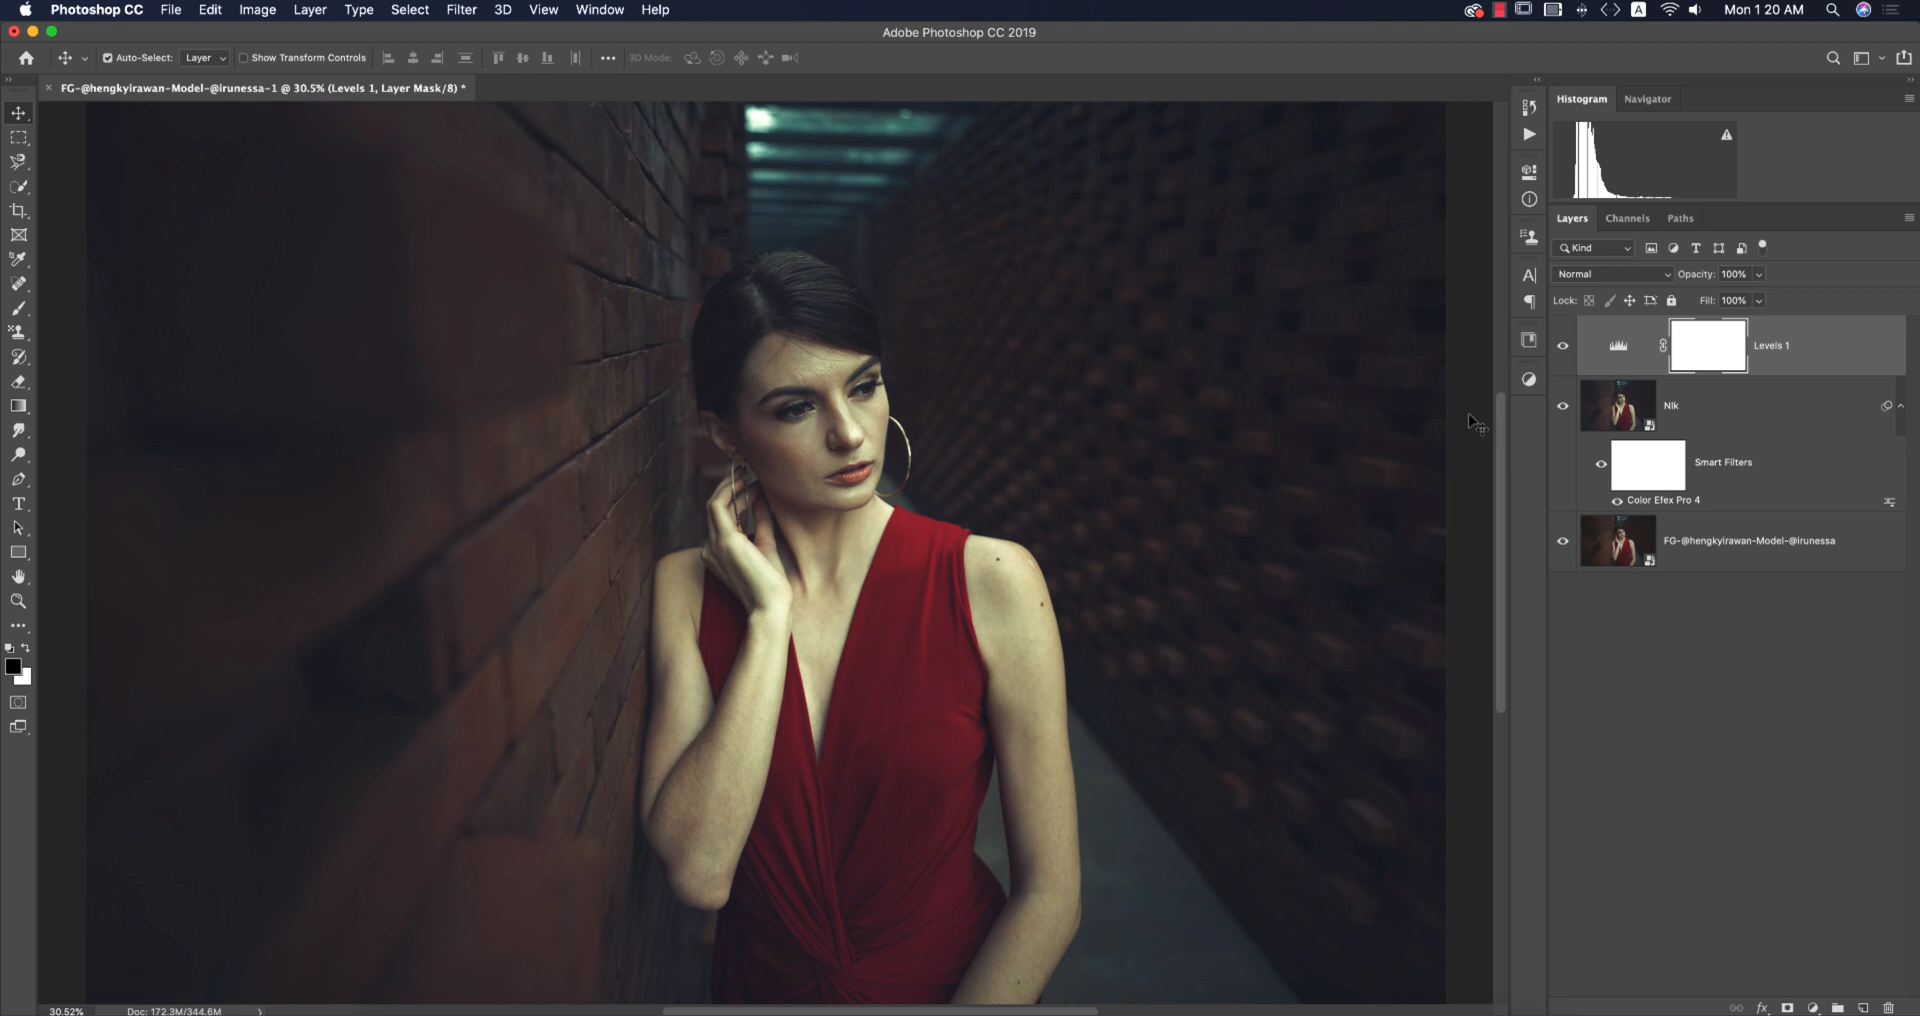 Photoshop CC File Edit Image Layer Type Select Filter 3D View Window Help A Mon 1 20 AM
Adobe Photoshop CC 2019
Auto-Select: Layer Show Transform Controls 3D Mode:
FG-@hengkyirawan-Model-@irunessa-1 @ 30.5% (Levels 1, Layer Mask/8) *
Histogram Navigator
Layers Channels Paths
Kind
Normal Opacity: 100%
Lock: Fill: 100%
Levels 1
NIk
Smart Filters
Color Efex Pro 4
FG-@hengkyirawan-Model-@irunessa
30.52% Doc: 172.3M/344.6M